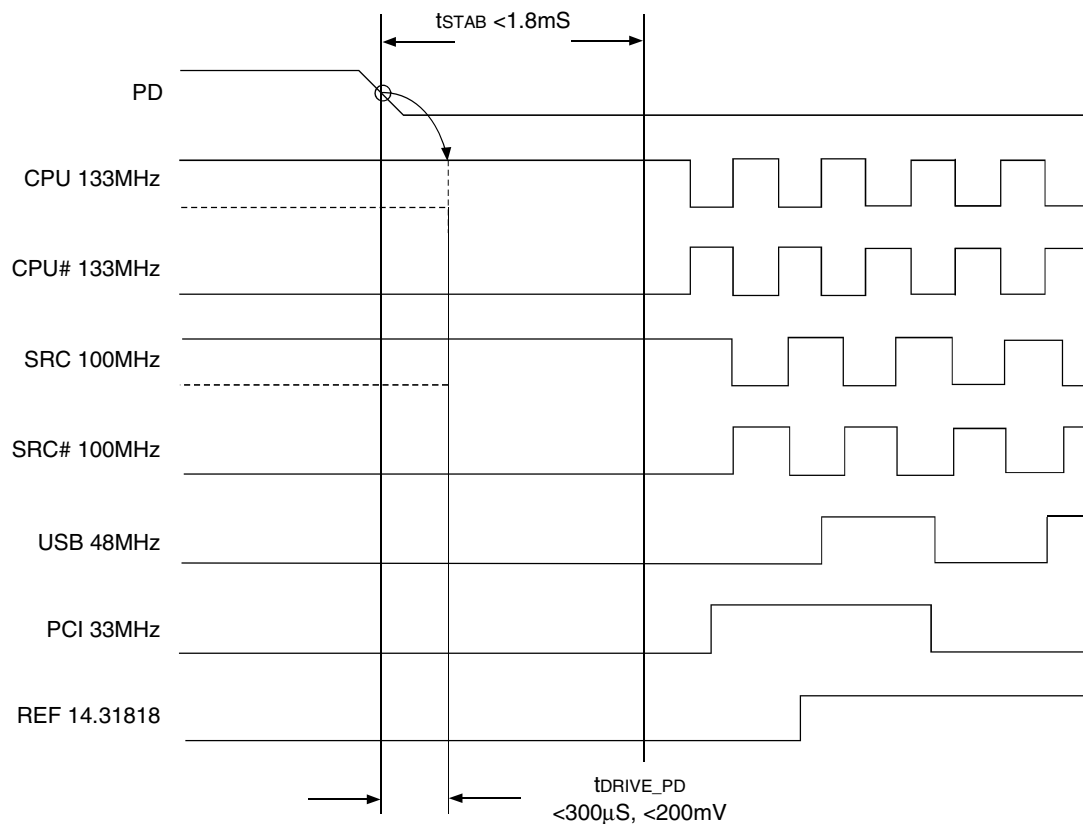 tSTAB <1.8mS
PD
CPU 133MHz
CPU# 133MHz
SRC 100MHz
SRC# 100MHz
USB 48MHz
PCI 33MHz
REF 14.31818
tDRIVE_PD
<300μS, <200mV